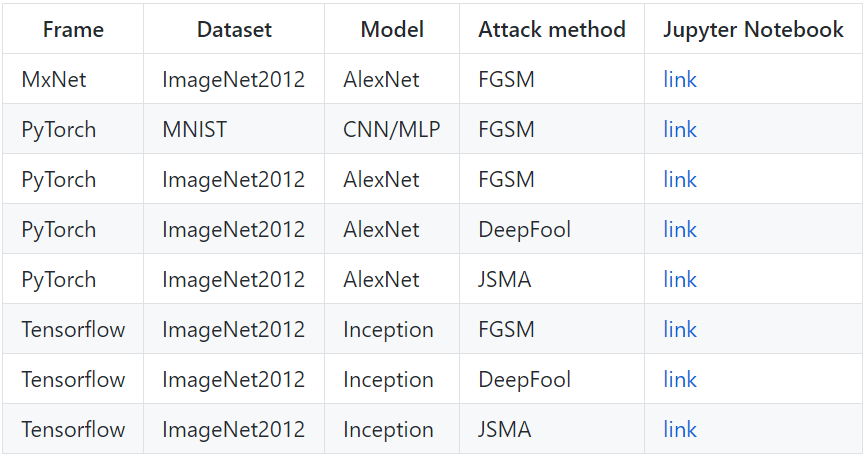 Frame Dataset Model Attack method Jupyter Notebook
MxNet ImageNet2012 AlexNet FGSM link
PyTorch MNIST CNN/MLP FGSM link
PyTorch ImageNet2012 AlexNet FGSM link
PyTorch ImageNet2012 AlexNet DeepFool link
PyTorch ImageNet2012 AlexNet JSMA link
Tensorflow ImageNet2012 Inception FGSM link
Tensorflow ImageNet2012 Inception DeepFool link
Tensorflow ImageNet2012 Inception JSMA link